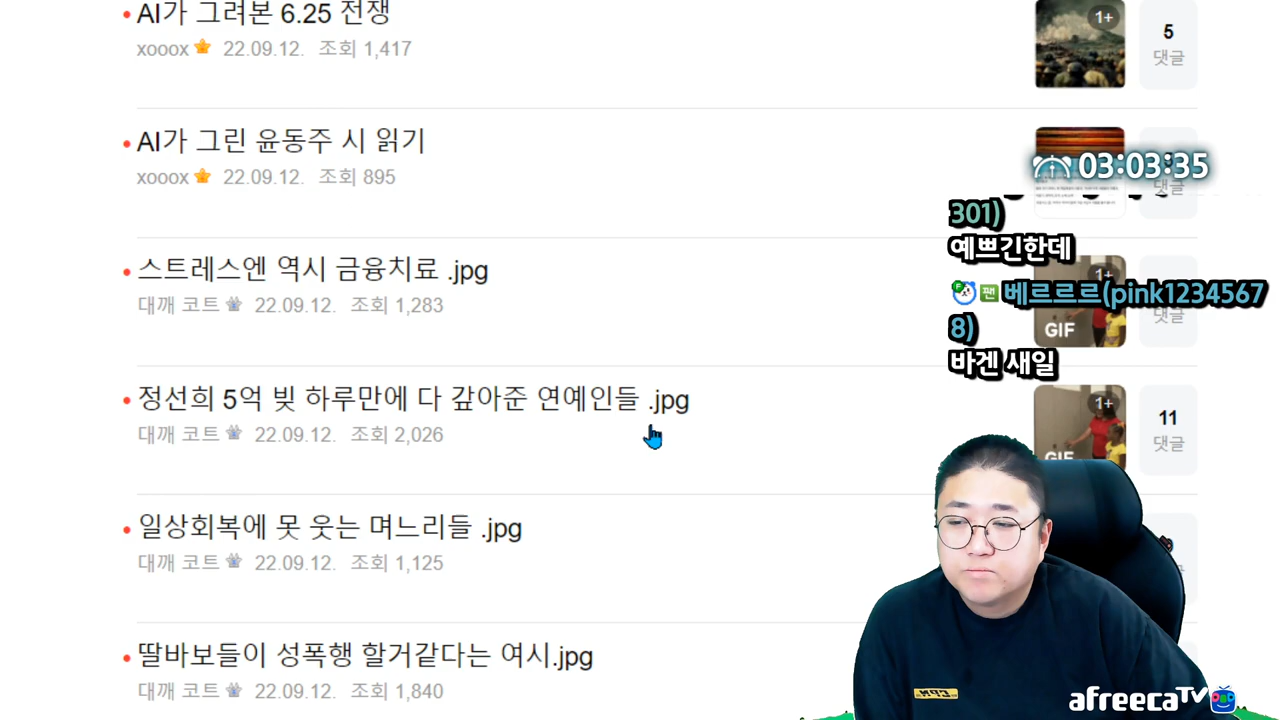 AI가 그려본 6.25 전쟁
xooox 22.09.12. 조회 1,417
1+
5
댓글
AI가 그린 윤동주 시 읽기
xooox 22.09.12. 조회 895
댓글
03:03:35
스트레스엔 역시 금융치료 .jpg
대깨 코트 22.09.12. 조회 1,283
1+
GIF
댓글
301)
예쁘긴한데
팬 베르르르(pink1234567
8)
바겐 새일
정선희 5억 빚 하루만에 다 갚아준 연예인들 .jpg
대깨 코트 22.09.12. 조회 2,026
1+
GIF
11
댓글
일상회복에 못 웃는 며느리들 .jpg
대깨 코트 22.09.12. 조회 1,125
딸바보들이 성폭행 할거같다는 여시.jpg
대깨 코트 22.09.12. 조회 1,840
afreecaTV